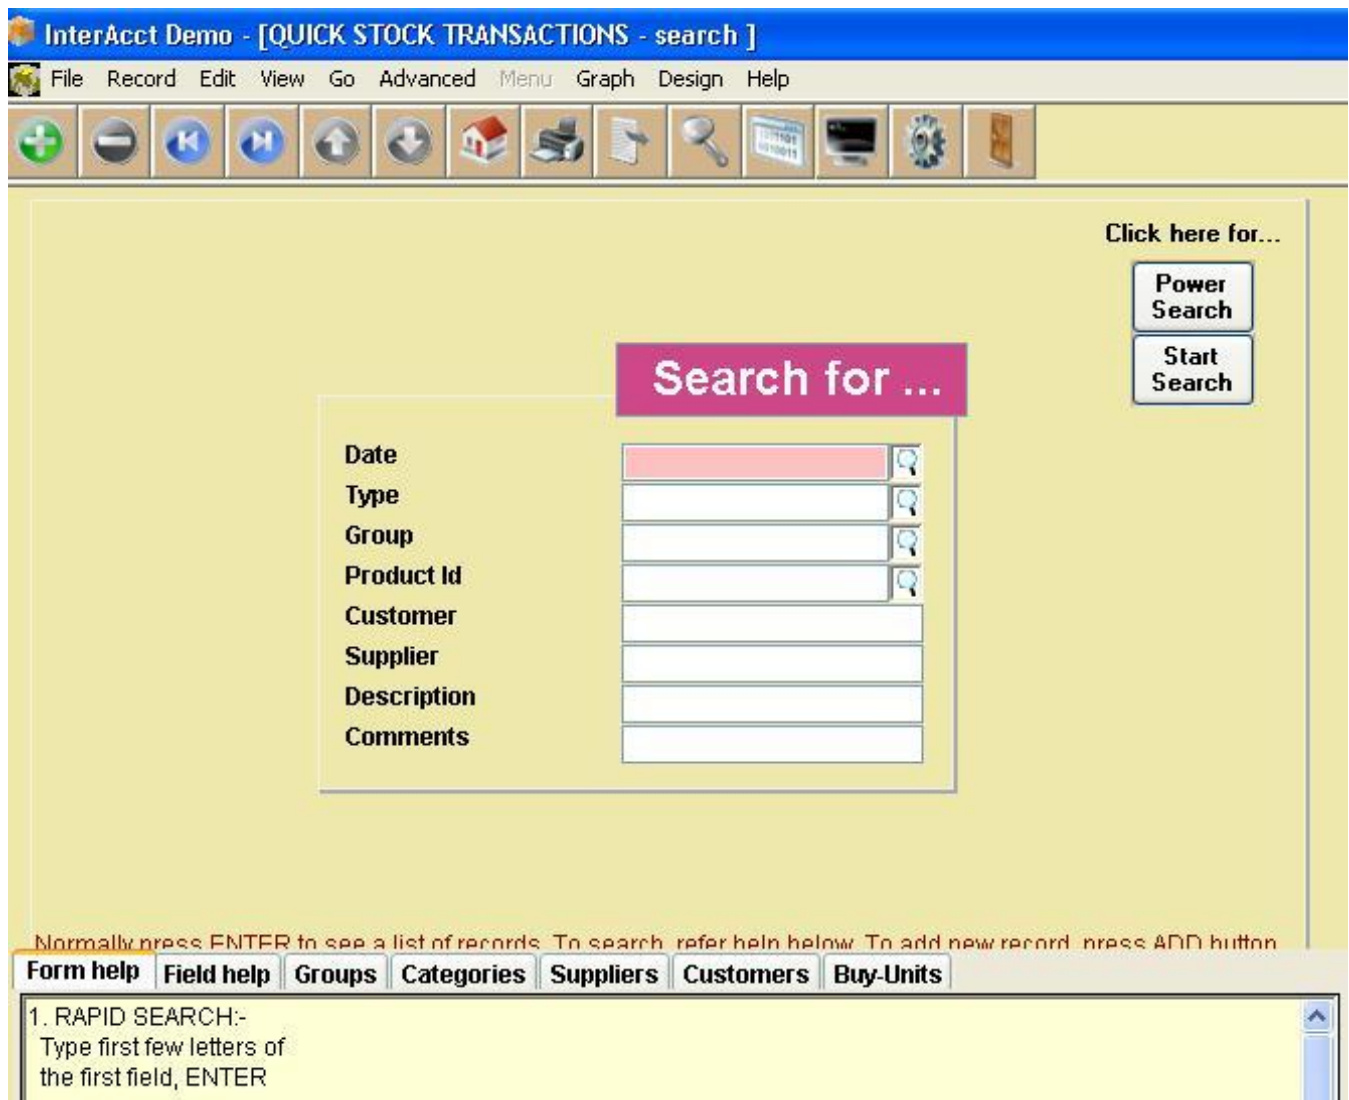 InterAcct Demo - [QUICK STOCK TRANSACTIONS - search ]
File Record Edit View Go Advanced Menu Graph Design Help
Click here for...
Power
Search
Start
Search
Search for ...
Date
Type
Group
Product Id
Customer
Supplier
Description
Comments
Normally press ENTER to see a list of records. To search, refer help below. To add new record, press ADD button
Form help Field help Groups Categories Suppliers Customers Buy-Units
1. RAPID SEARCH:-
Type first few letters of
the first field, ENTER